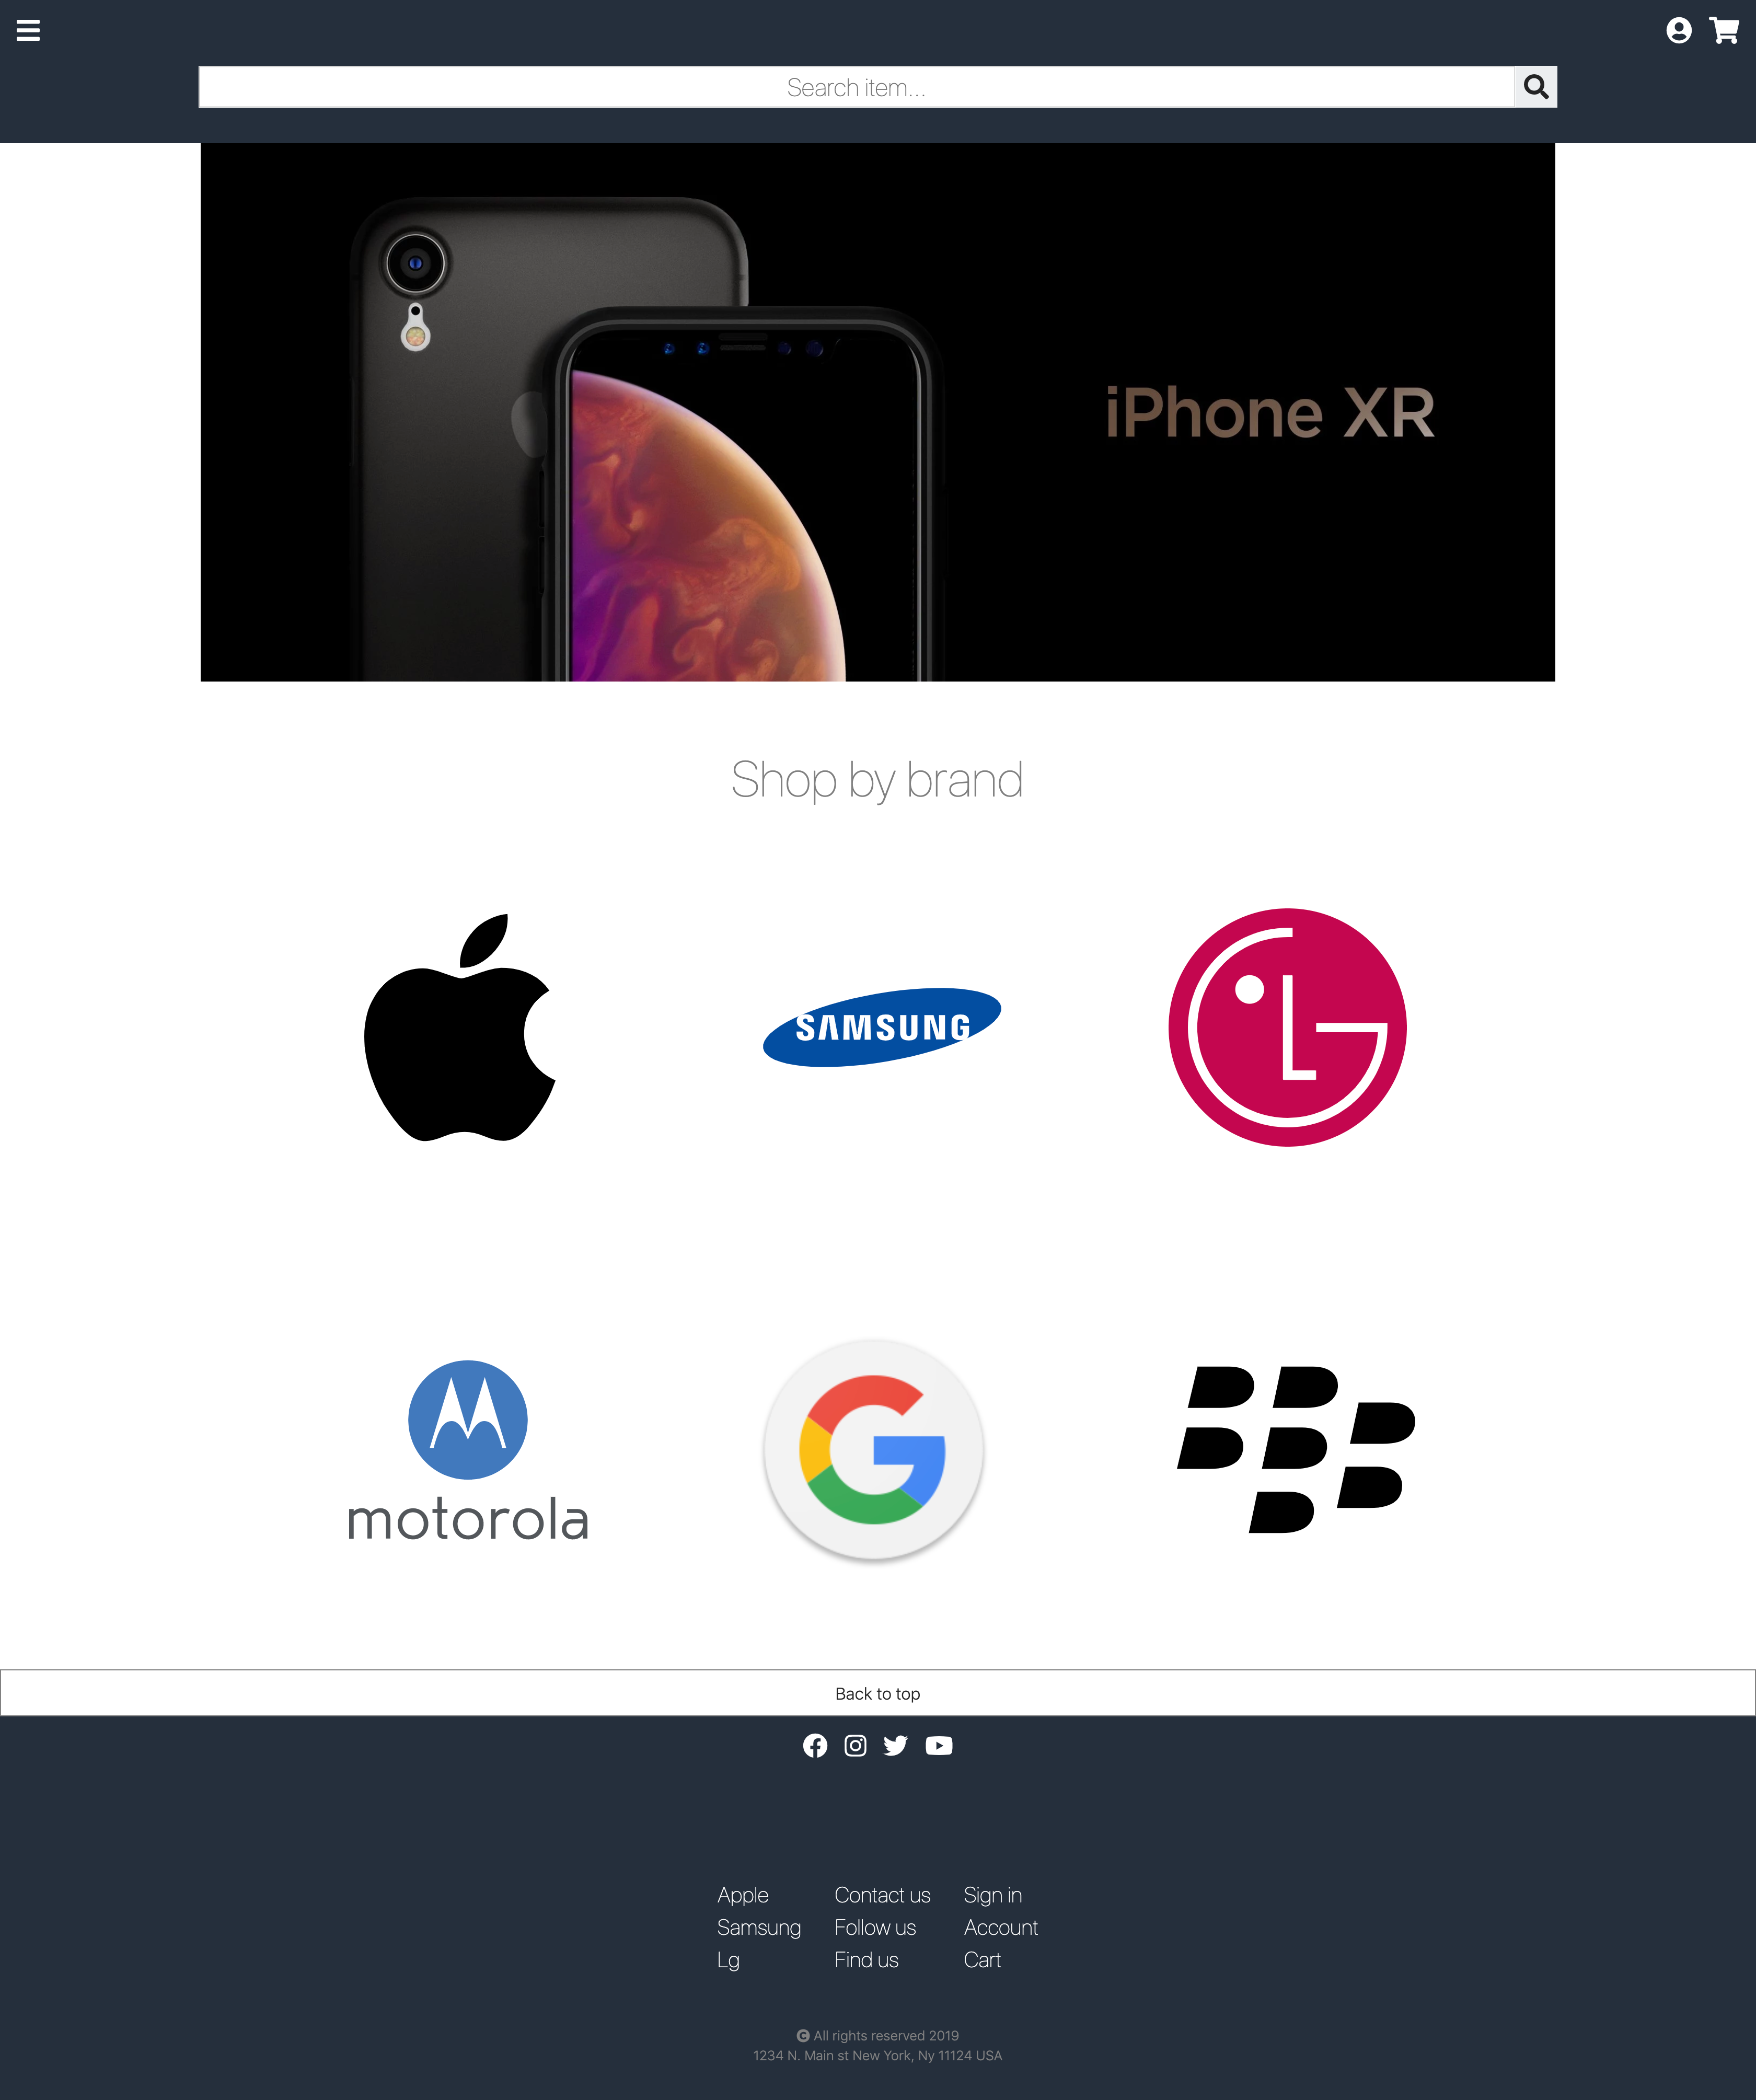 Search item...
iPhone XR
Shop by brand
SAMSUNG
LG
motorola
G
Back to top
Apple
Samsung
Lg
Contact us
Follow us
Find us
Sign in
Account
Cart
All rights reserved 2019
1234 N. Main st New York, Ny 11124 USA